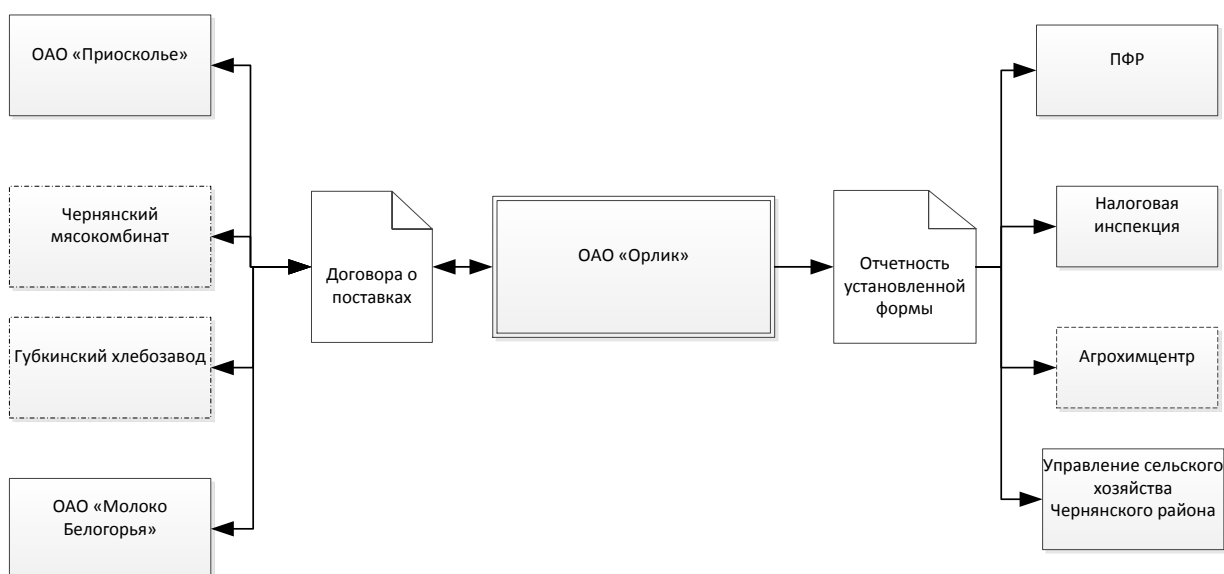 ОАО «Приосколье»
Чернянский
мясокомбинат
Губкинский хлебозавод
ОАО «Молоко
Белогорья»
Договора о
поставках
ОАО «Орлик»
Отчетность
установленной
формы
ПФР
Налоговая
инспекция
Агрохимцентр
Управление сельского
хозяйства
Чернянского района